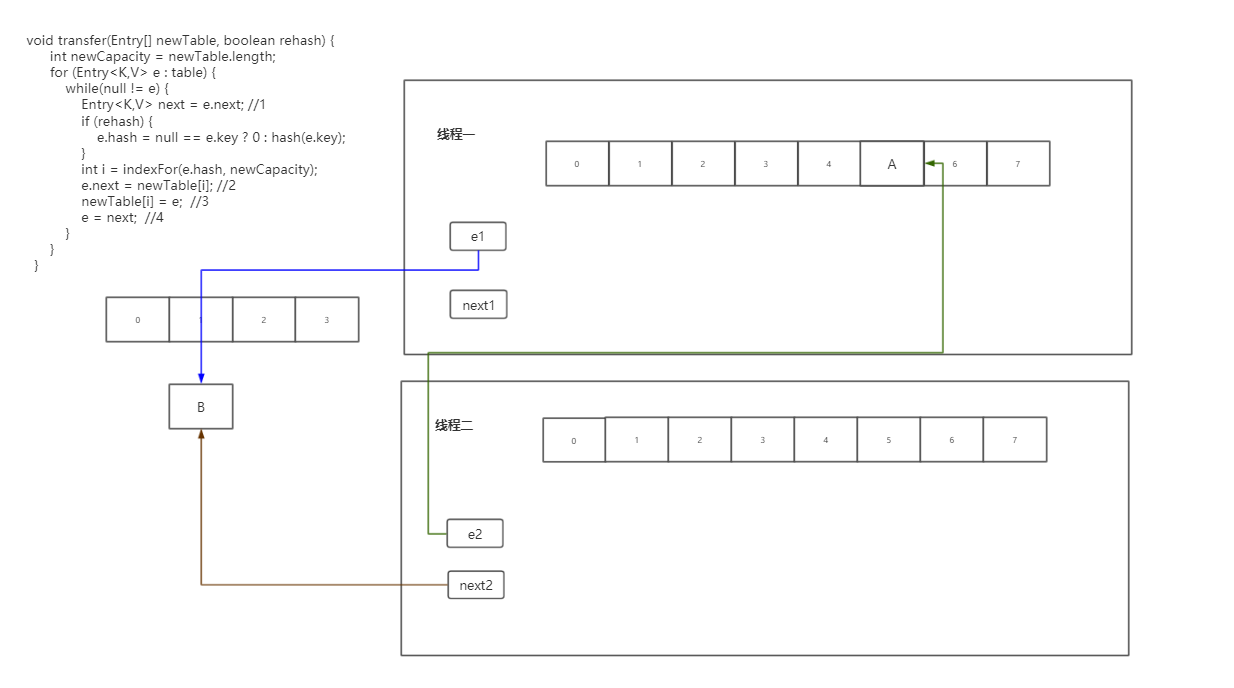 void transfer(Entry[] newTable, boolean rehash) {
int newCapacity = newTable.length;
for (Entry<K,V> e : table) {
while(null != e) {
Entry<K,V> next = e.next; //1
if (rehash) {
e.hash = null == e.key ? 0 : hash(e.key);
}
int i = indexFor(e.hash, newCapacity);
e.next = newTable[i]; //2
newTable[i] = e;  //3
e = next;  //4
}
}
}
线程一
0 1 2 3 4 A 6 7
e1
next1
0 1 2 3
B
线程二
0 1 2 3 4 5 6 7
e2
next2